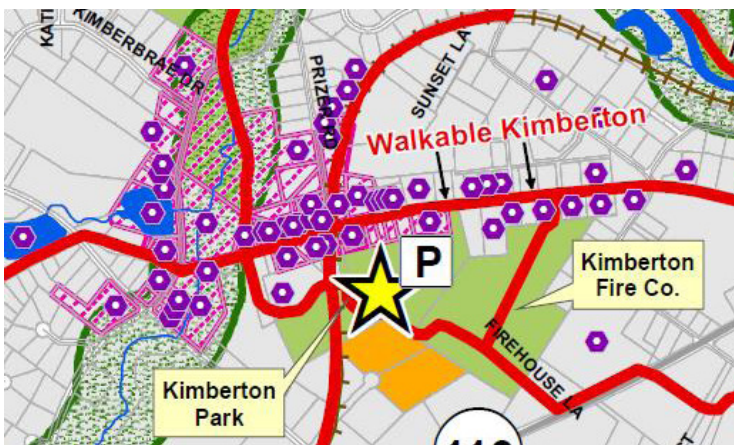 KIMBERBRAE DR
PRIZER RD
SUNSET LA
Walkable Kimberton
P
Kimberton
Fire Co.
FIREHOUSE LA
Kimberton
Park